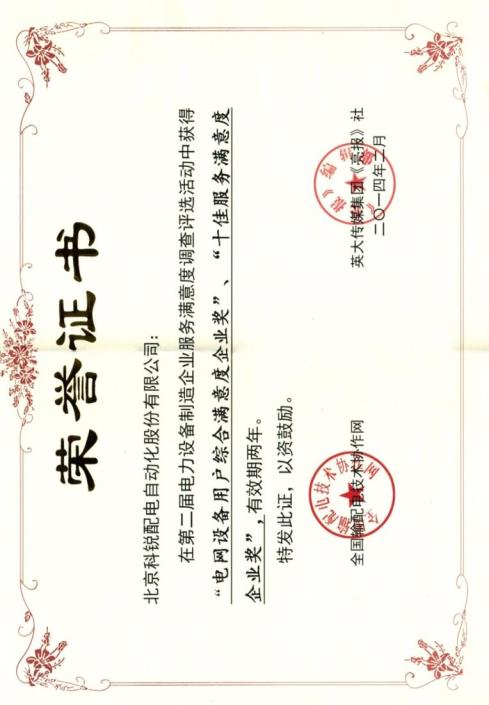 荣誉证书
北京科锐配电自动化股份有限公司：
在第二届电力设备制造企业服务满意度调查评选活动中获得
“电网设备用户综合满意度企业奖”、“十佳服务满意度
企业奖”，有效期两年。
特发此证，以资鼓励。
全国输配电技术协作网
英大传媒集团《亮报》社
二〇一四年二月